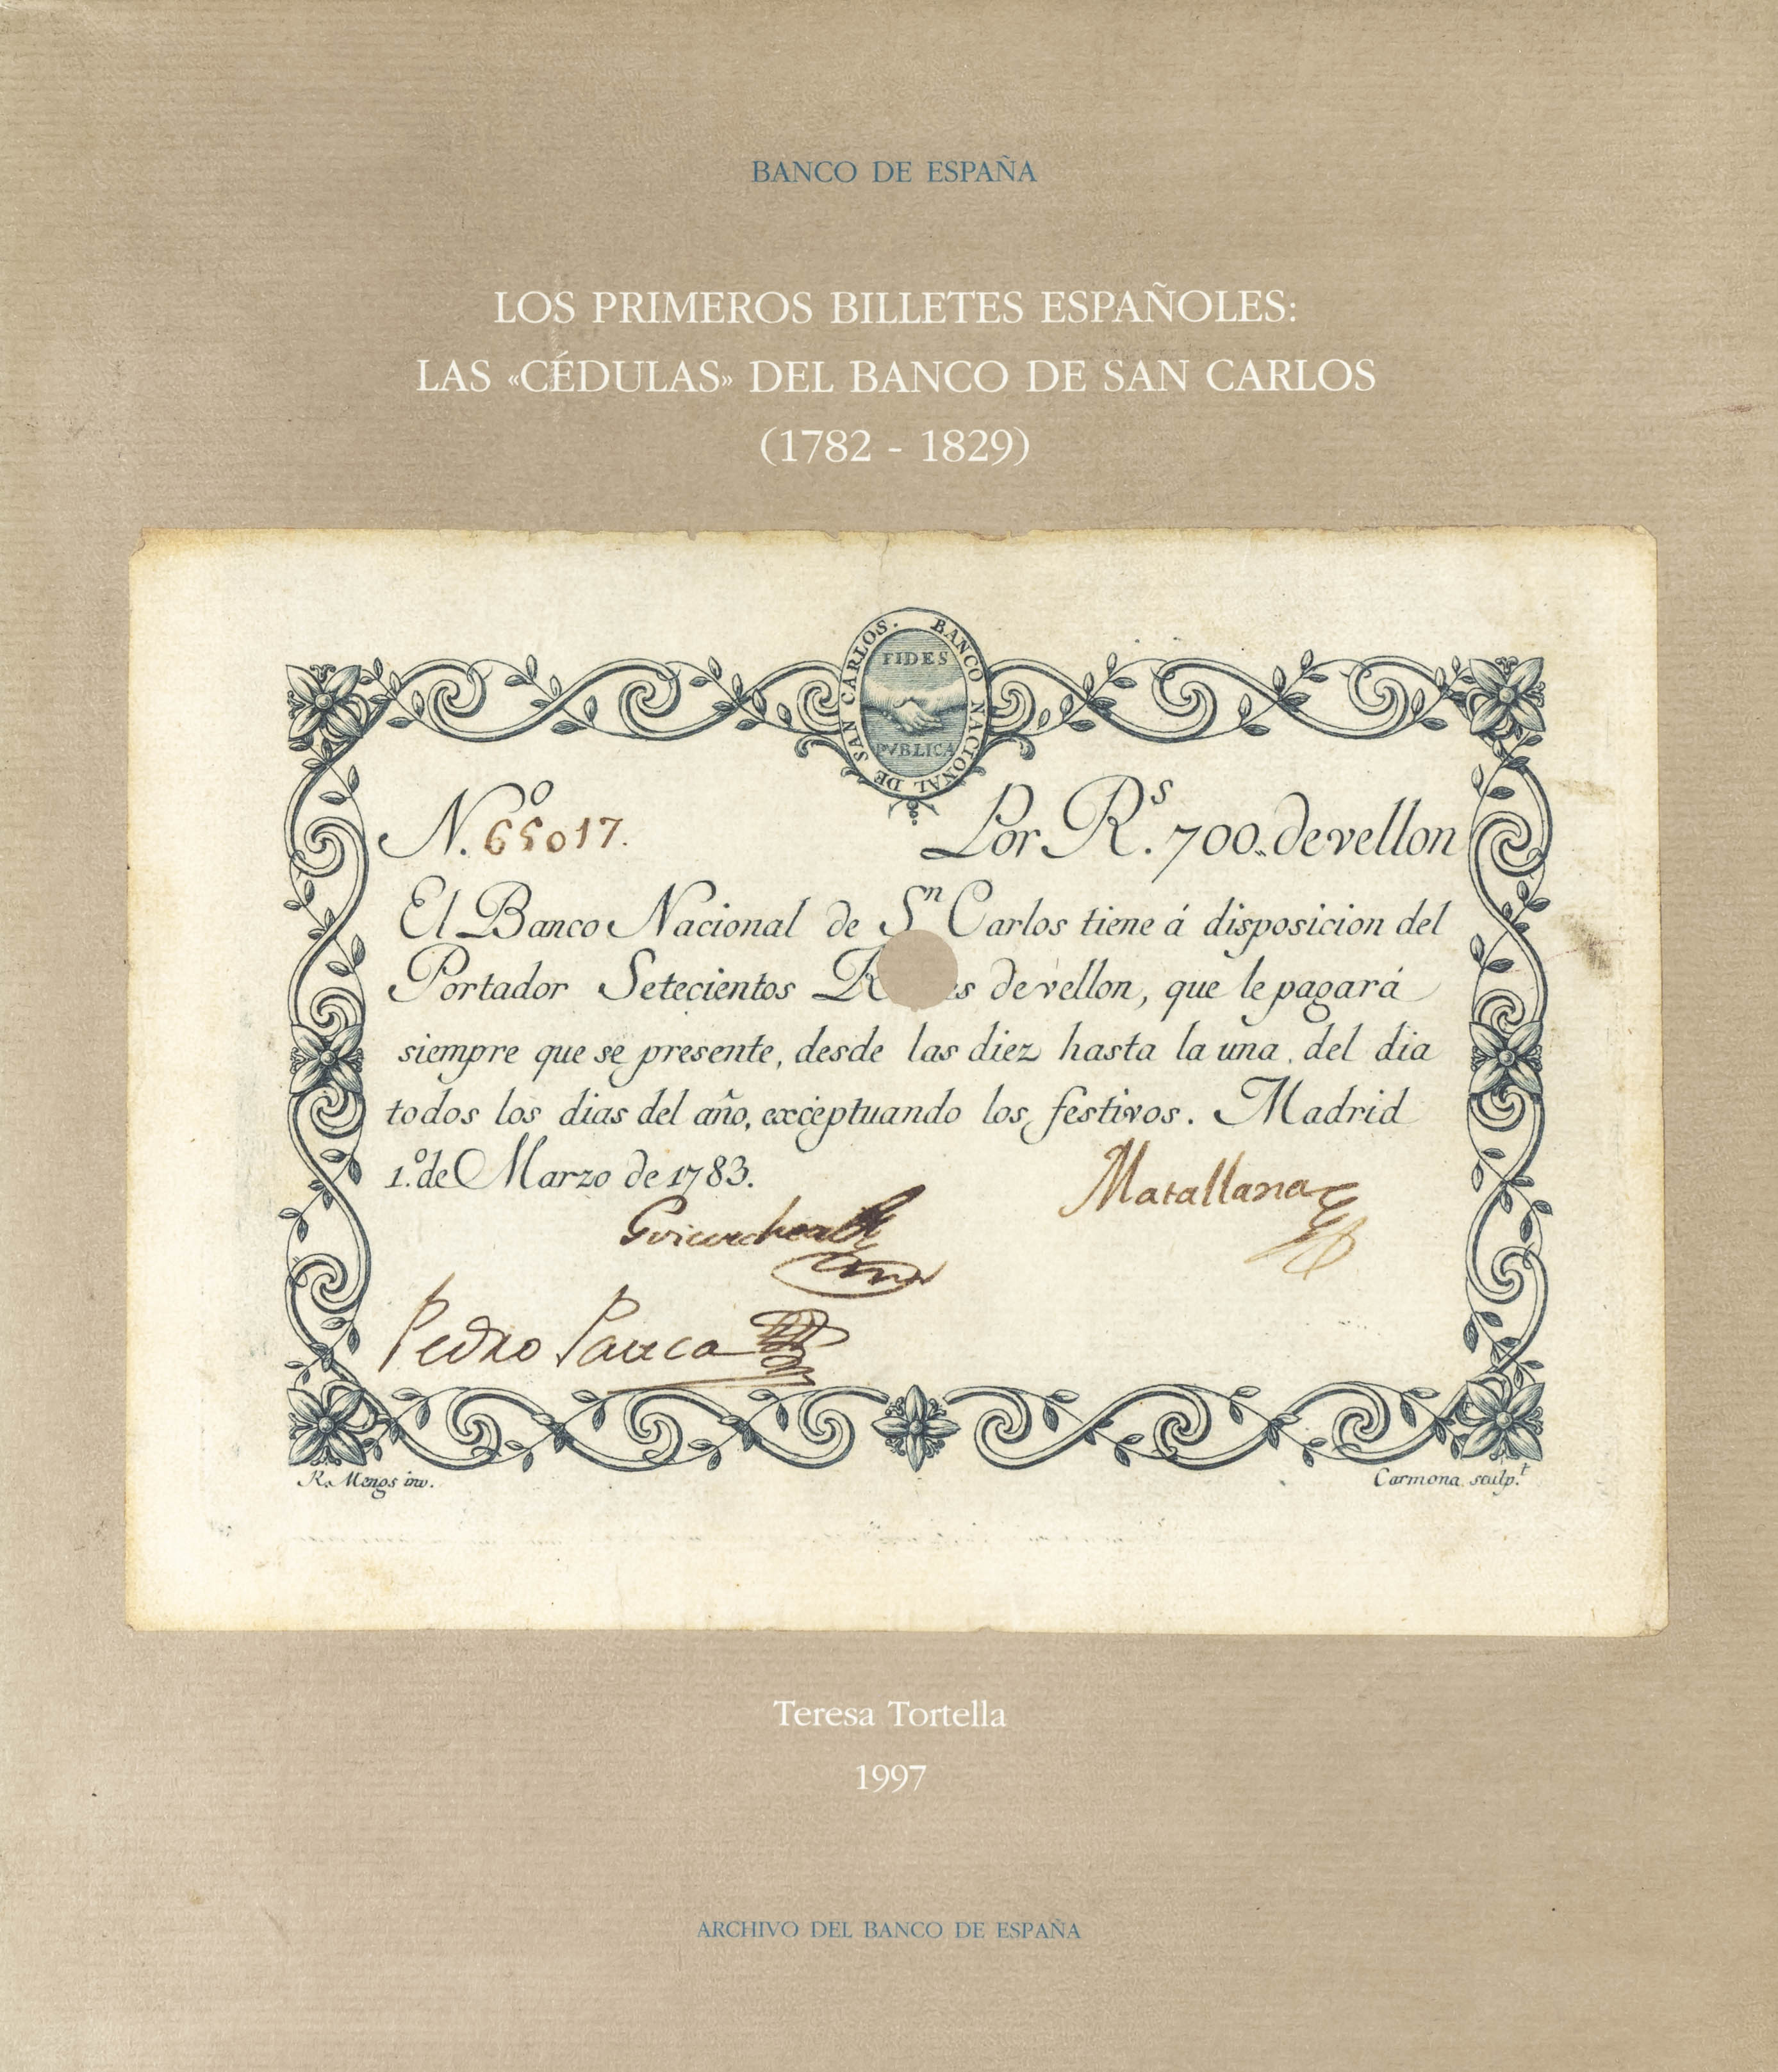 BANCO DE ESPAÑA
LOS PRIMEROS BILLETES ESPAÑOLES:
LAS «CÉDULAS» DEL BANCO DE SAN CARLOS
(1782 - 1829)
BANCO NACIONAL DE SAN CARLOS.
FIDES
PVBLICA
N.º 65017.
Por R.s 700. de vellon
El Banco Nacional de Sn Carlos tiene á disposicion del
Portador Setecientos R s de vellon, que le pagará
siempre que se presente, desde las diez hasta la una del dia
todos los dias del año, exceptuando los festivos. Madrid
1.º de Marzo de 1783.
Matallana
Pedro
R. Mengs inv.
Carmona sculp.t
Teresa Tortella
1997
ARCHIVO DEL BANCO DE ESPAÑA